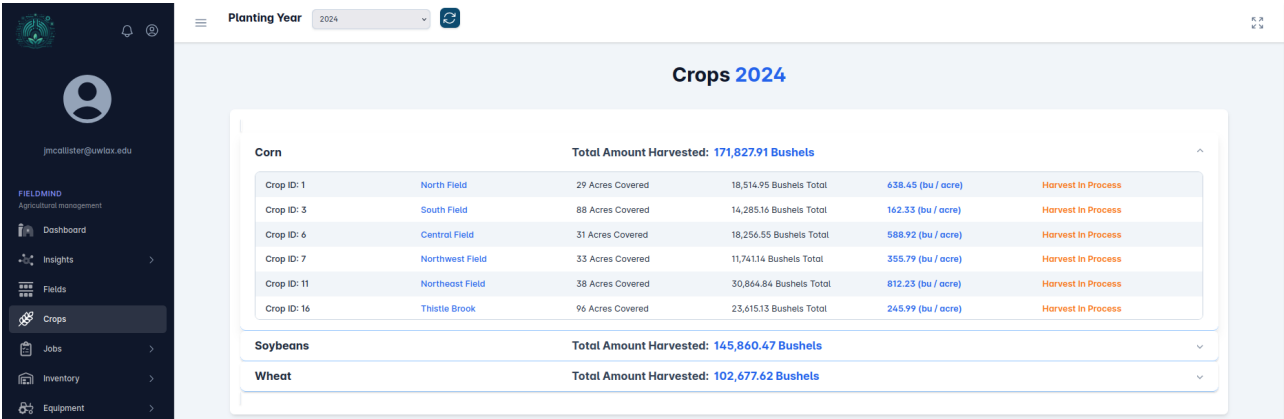 Planting Year 2024
jmcallister@uwlax.edu
FIELDMIND
Agricultural management
Dashboard
Insights
Fields
Crops
Jobs
Inventory
Equipment
Crops 2024
Corn Total Amount Harvested: 171,827.91 Bushels
Crop ID: 1 North Field 29 Acres Covered 18,514.95 Bushels Total 638.45 (bu / acre) Harvest In Process
Crop ID: 3 South Field 88 Acres Covered 14,285.16 Bushels Total 162.33 (bu / acre) Harvest In Process
Crop ID: 6 Central Field 31 Acres Covered 18,256.55 Bushels Total 588.92 (bu / acre) Harvest In Process
Crop ID: 7 Northwest Field 33 Acres Covered 11,741.14 Bushels Total 355.79 (bu / acre) Harvest In Process
Crop ID: 11 Northeast Field 38 Acres Covered 30,864.84 Bushels Total 812.23 (bu / acre) Harvest In Process
Crop ID: 16 Thistle Brook 96 Acres Covered 23,615.13 Bushels Total 245.99 (bu / acre) Harvest In Process
Soybeans Total Amount Harvested: 145,860.47 Bushels
Wheat Total Amount Harvested: 102,677.62 Bushels